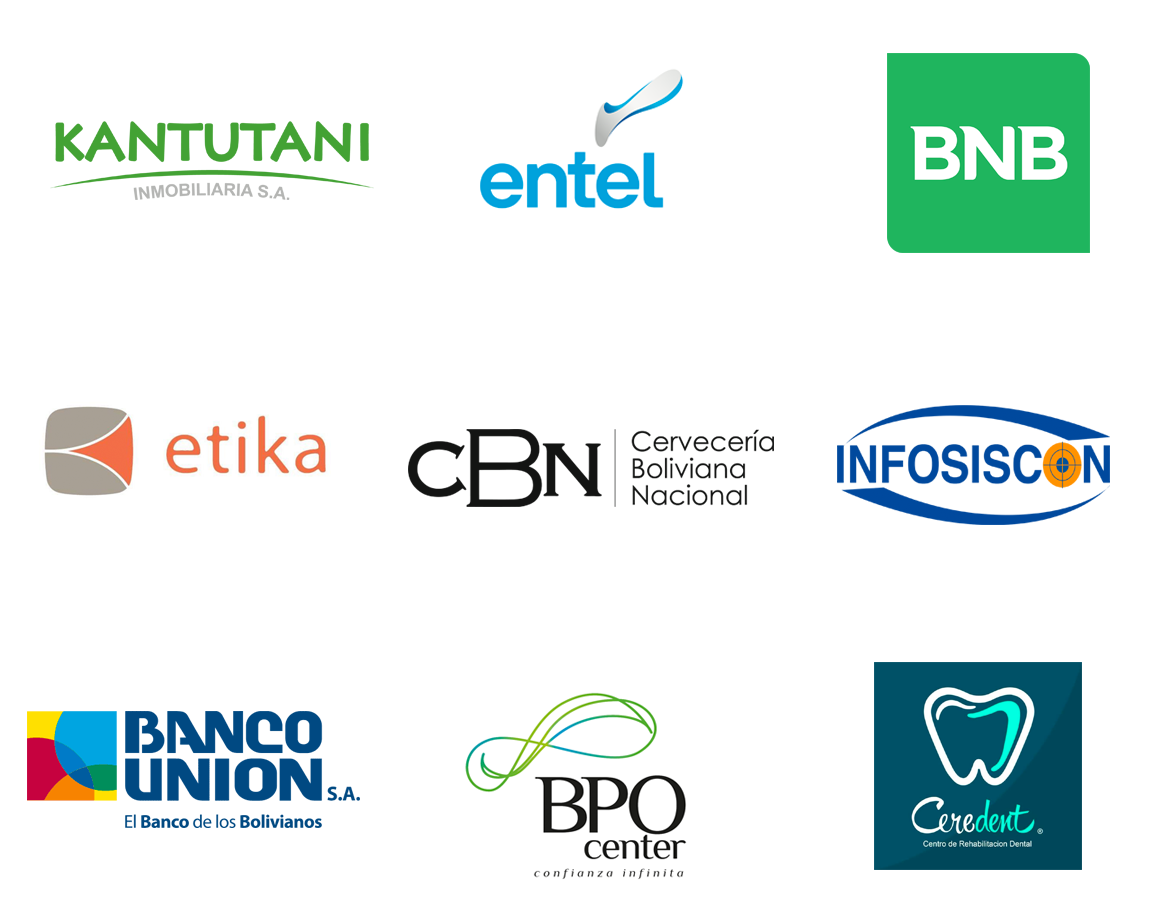 KANTUTANI
INMOBILIARIA S.A.
entel
BNB
etika
CBN
Cervecería
Boliviana
Nacional
INFOSISCON
BANCO
UNION S.A.
El Banco de los Bolivianos
BPO
center
confianza infinita
Ceredent ®
Centro de Rehabilitacion Dental